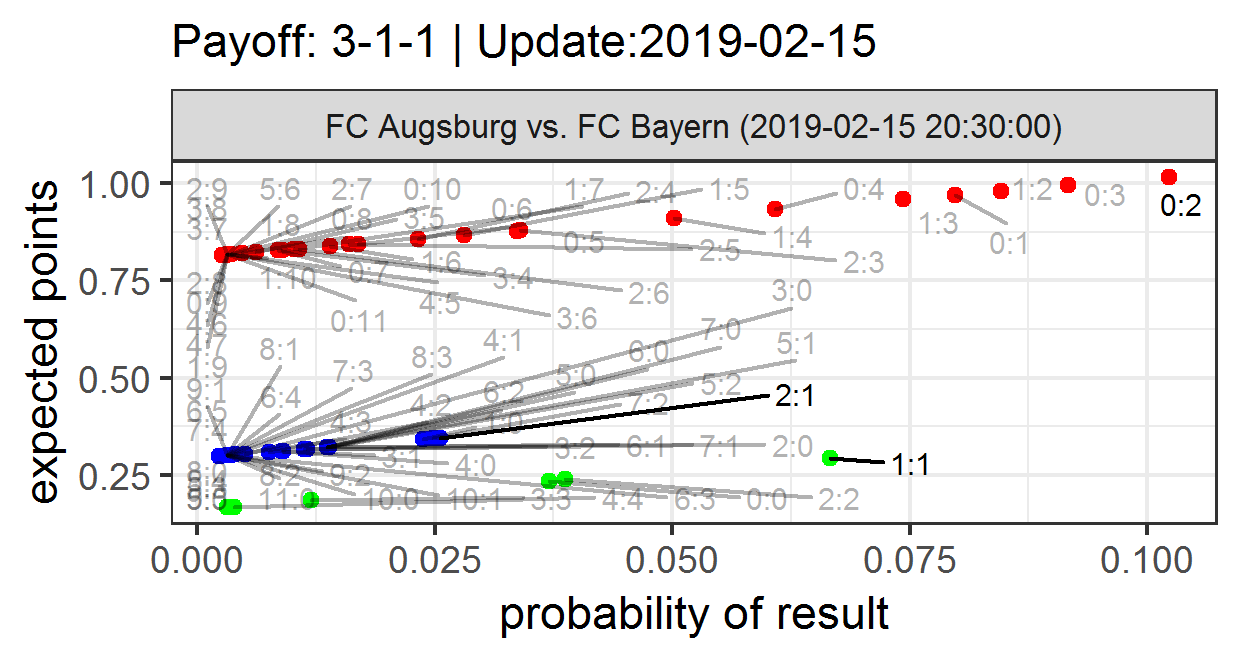 Payoff: 3-1-1 | Update:2019-02-15
FC Augsburg vs. FC Bayern (2019-02-15 20:30:00)
expected points
1.00
0.75
0.50
0.25
2:9 5:6 2:7 0:10 1:7 2:4 1:5 0:4 1:2 0:3 0:2
3:8 1:8 0:8 3:5 0:6 1:4 1:3 0:1
0:5 2:5 2:3
1:10 0:7 1:6 3:4 2:6 3:0
2:8
0:9 4:5
4:6 0:11 3:6
4:7 8:1 4:1 7:0 5:1
1:9 7:3 8:3 5:0 6:0 5:2
9:1 6:4 6:2 7:2 2:1
6:5 4:3 4:2 1:0
7:4 3:1 4:0 3:2 6:1 7:1 2:0 1:1
8:2 9:2
11:0 10:0 10:1 3:3 4:4 6:3 0:0 2:2
0.000 0.025 0.050 0.075 0.100
probability of result